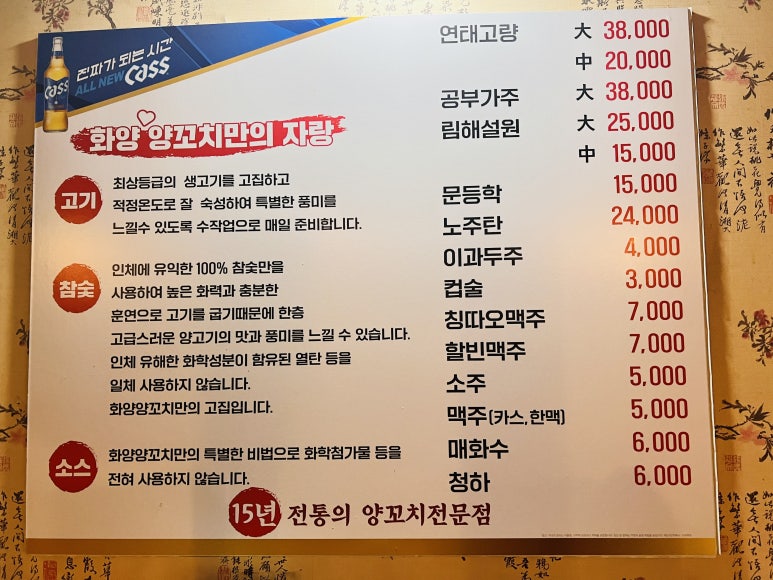 진짜가 되는 시간
ALL NEW Cass
Cass
화양 양꼬치만의 자랑
고기
최상등급의 생고기를 고집하고
적정온도로 잘 숙성하여 특별한 풍미를
느낄수 있도록 수작업으로 매일 준비합니다.
참숯
인체에 유익한 100% 참숯만을
사용하여 높은 화력과 충분한
훈연으로 고기를 굽기때문에 한층
고급스러운 양고기의 맛과 풍미를 느낄 수 있습니다.
인체 유해한 화학성분이 함유된 열탄 등을
일체 사용하지 않습니다.
화양양꼬치만의 고집입니다.
소스
화양양꼬치만의 특별한 비법으로 화학첨가물 등을
전혀 사용하지 않습니다.
연태고량 大 38,000
中 20,000
공부가주 大 38,000
림해설원 大 25,000
中 15,000
문등학 15,000
노주탄 24,000
이과두주 4,000
컵술 3,000
칭따오맥주 7,000
할빈맥주 7,000
소주 5,000
맥주(카스,한맥) 5,000
매화수 6,000
청하 6,000
15년 전통의 양꼬치전문점